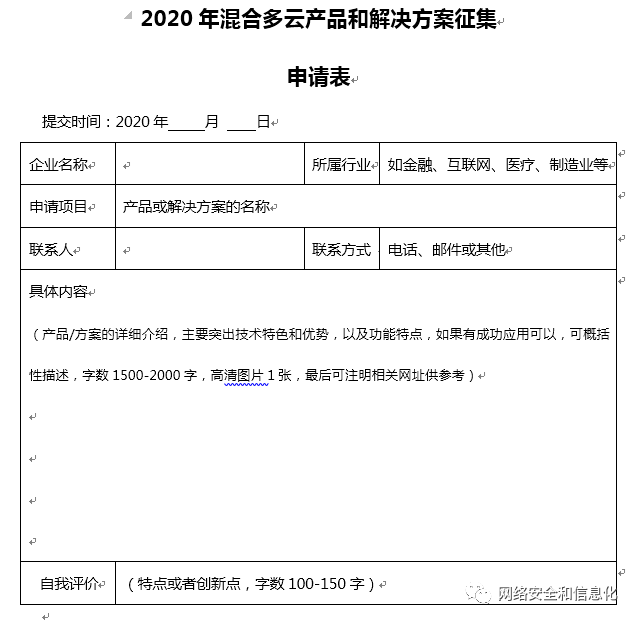 2020 年混合多云产品和解决方案征集
申请表
提交时间：2020 年_____月 ____日
企业名称 所属行业 如金融、互联网、医疗、制造业等
申请项目 产品或解决方案的名称
联系人 联系方式 电话、邮件或其他
具体内容
（产品/方案的详细介绍，主要突出技术特色和优势，以及功能特点，如果有成功应用可以，可概括
性描述，字数 1500-2000 字，高清图片 1 张，最后可注明相关网址供参考）
自我评价 （特点或者创新点，字数 100-150 字）
网络安全和信息化